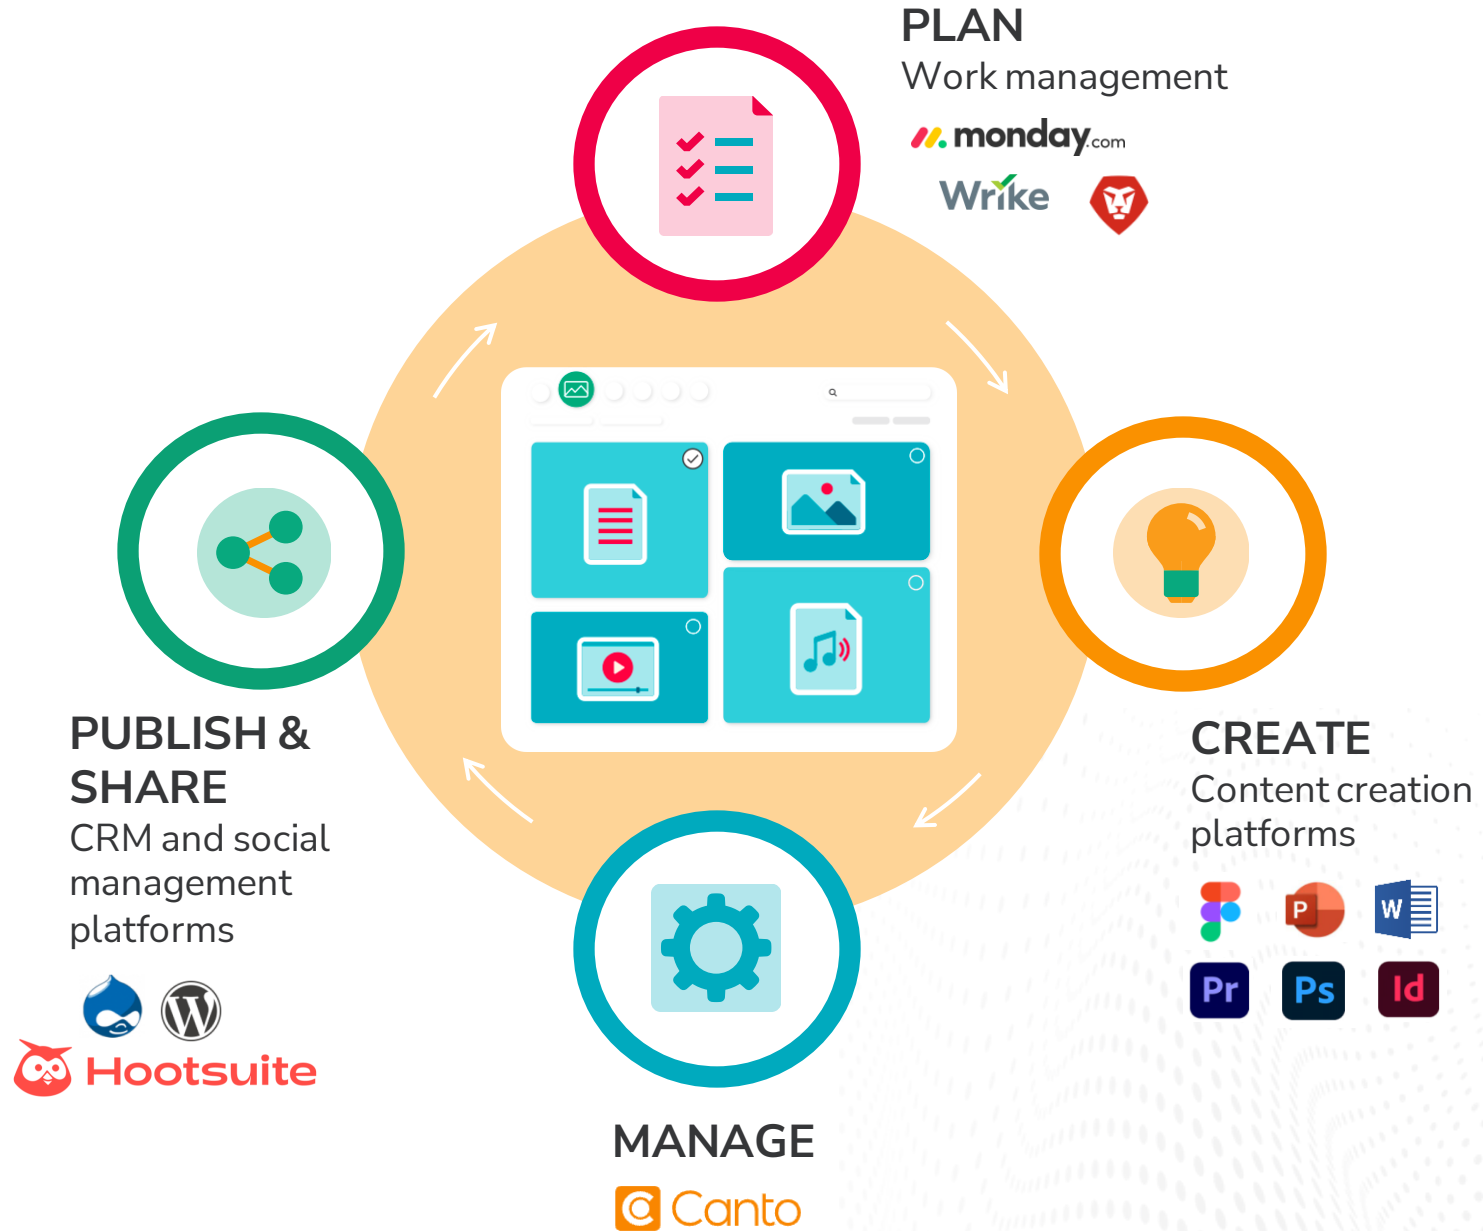 PLAN
Work management
monday.com
Wrike
PUBLISH &
SHARE
CRM and social
management
platforms
W
Hootsuite
CREATE
Content creation
platforms
P
W
Pr
Ps
Id
MANAGE
C Canto